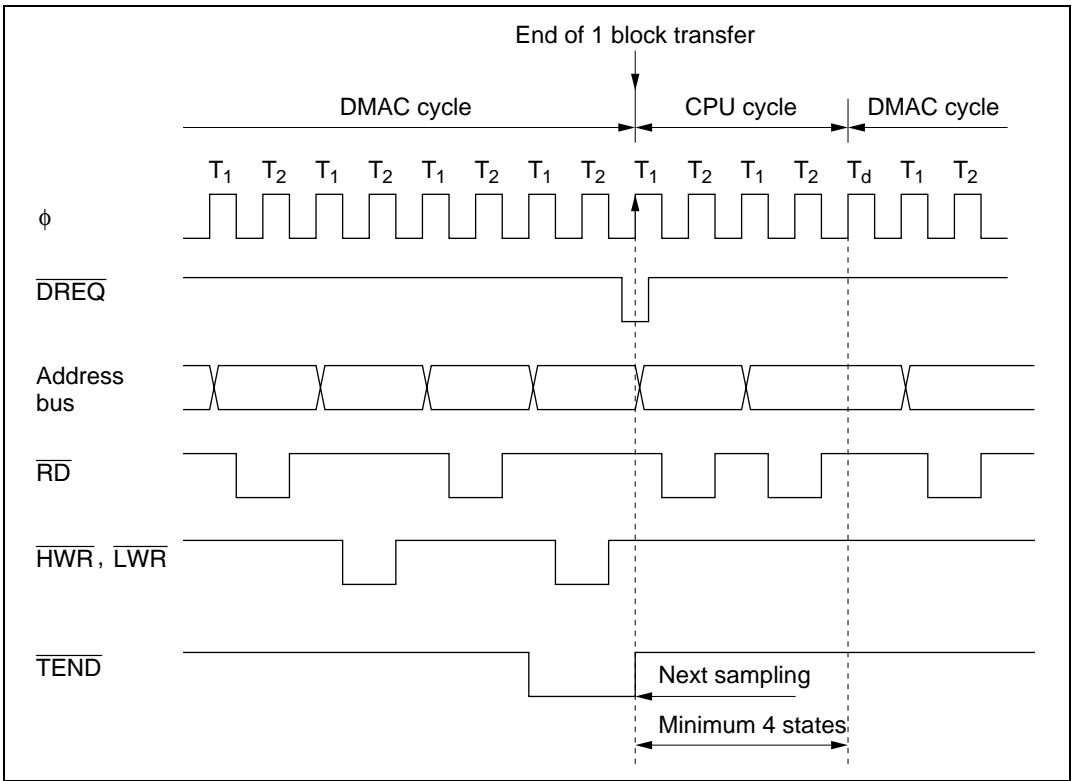 End of 1 block transfer
DMAC cycle CPU cycle DMAC cycle
T1 T2 T1 T2 T1 T2 T1 T2 T1 T2 T1 T2 Td T1 T2
ϕ
DREQ
Address
bus
RD
HWR, LWR
TEND
Next sampling
Minimum 4 states